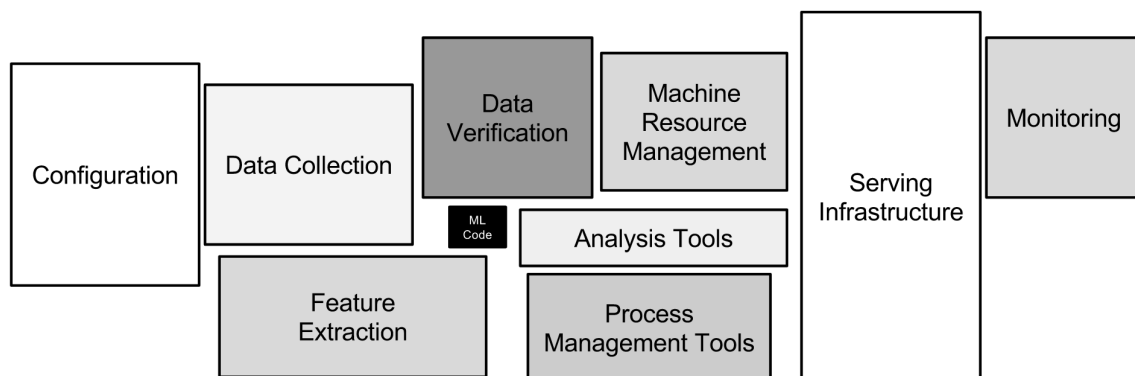 Configuration
Data Collection
Data
Verification
Machine
Resource
Management
Monitoring
Serving
Infrastructure
ML
Code
Analysis Tools
Feature
Extraction
Process
Management Tools